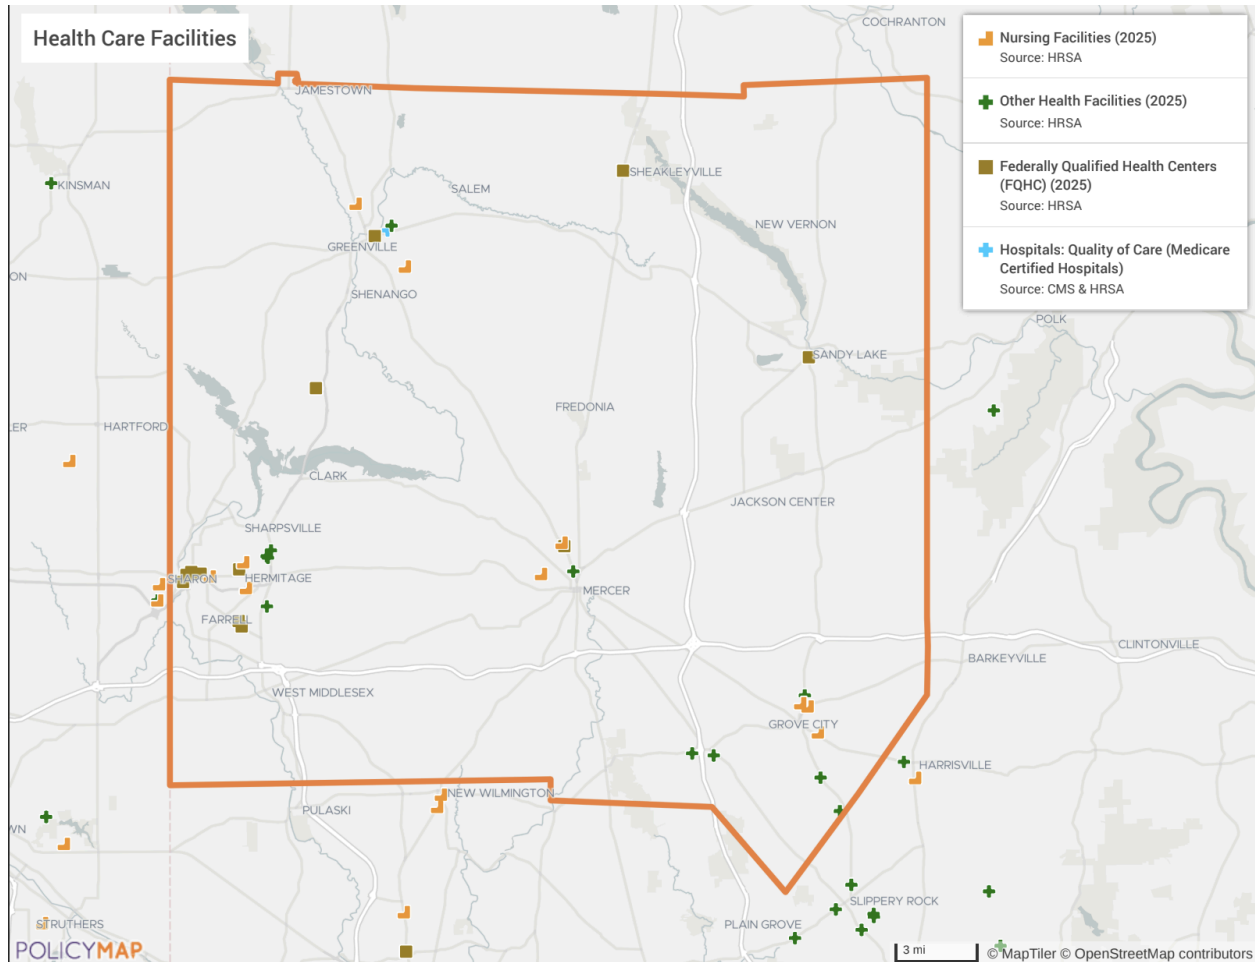 Health Care Facilities
COCHRANTON
Nursing Facilities (2025)
Source: HRSA
Other Health Facilities (2025)
Source: HRSA
Federally Qualified Health Centers
(FQHC) (2025)
Source: HRSA
Hospitals: Quality of Care (Medicare
Certified Hospitals)
Source: CMS & HRSA
JAMESTOWN
KINSMAN
SALEM
SHEAKLEYVILLE
NEW VERNON
GREENVILLE
ON
SHENANGO
POLK
SANDY LAKE
FREDONIA
LER
HARTFORD
CLARK
JACKSON CENTER
SHARPSVILLE
SHARON
HERMITAGE
MERCER
FARRELL
CLINTONVILLE
BARKEYVILLE
WEST MIDDLESEX
GROVE CITY
HARRISVILLE
NEW WILMINGTON
PULASKI
WN
SLIPPERY ROCK
STRUTHERS
PLAIN GROVE
POLICYMAP
3 mi
© MapTiler © OpenStreetMap contributors